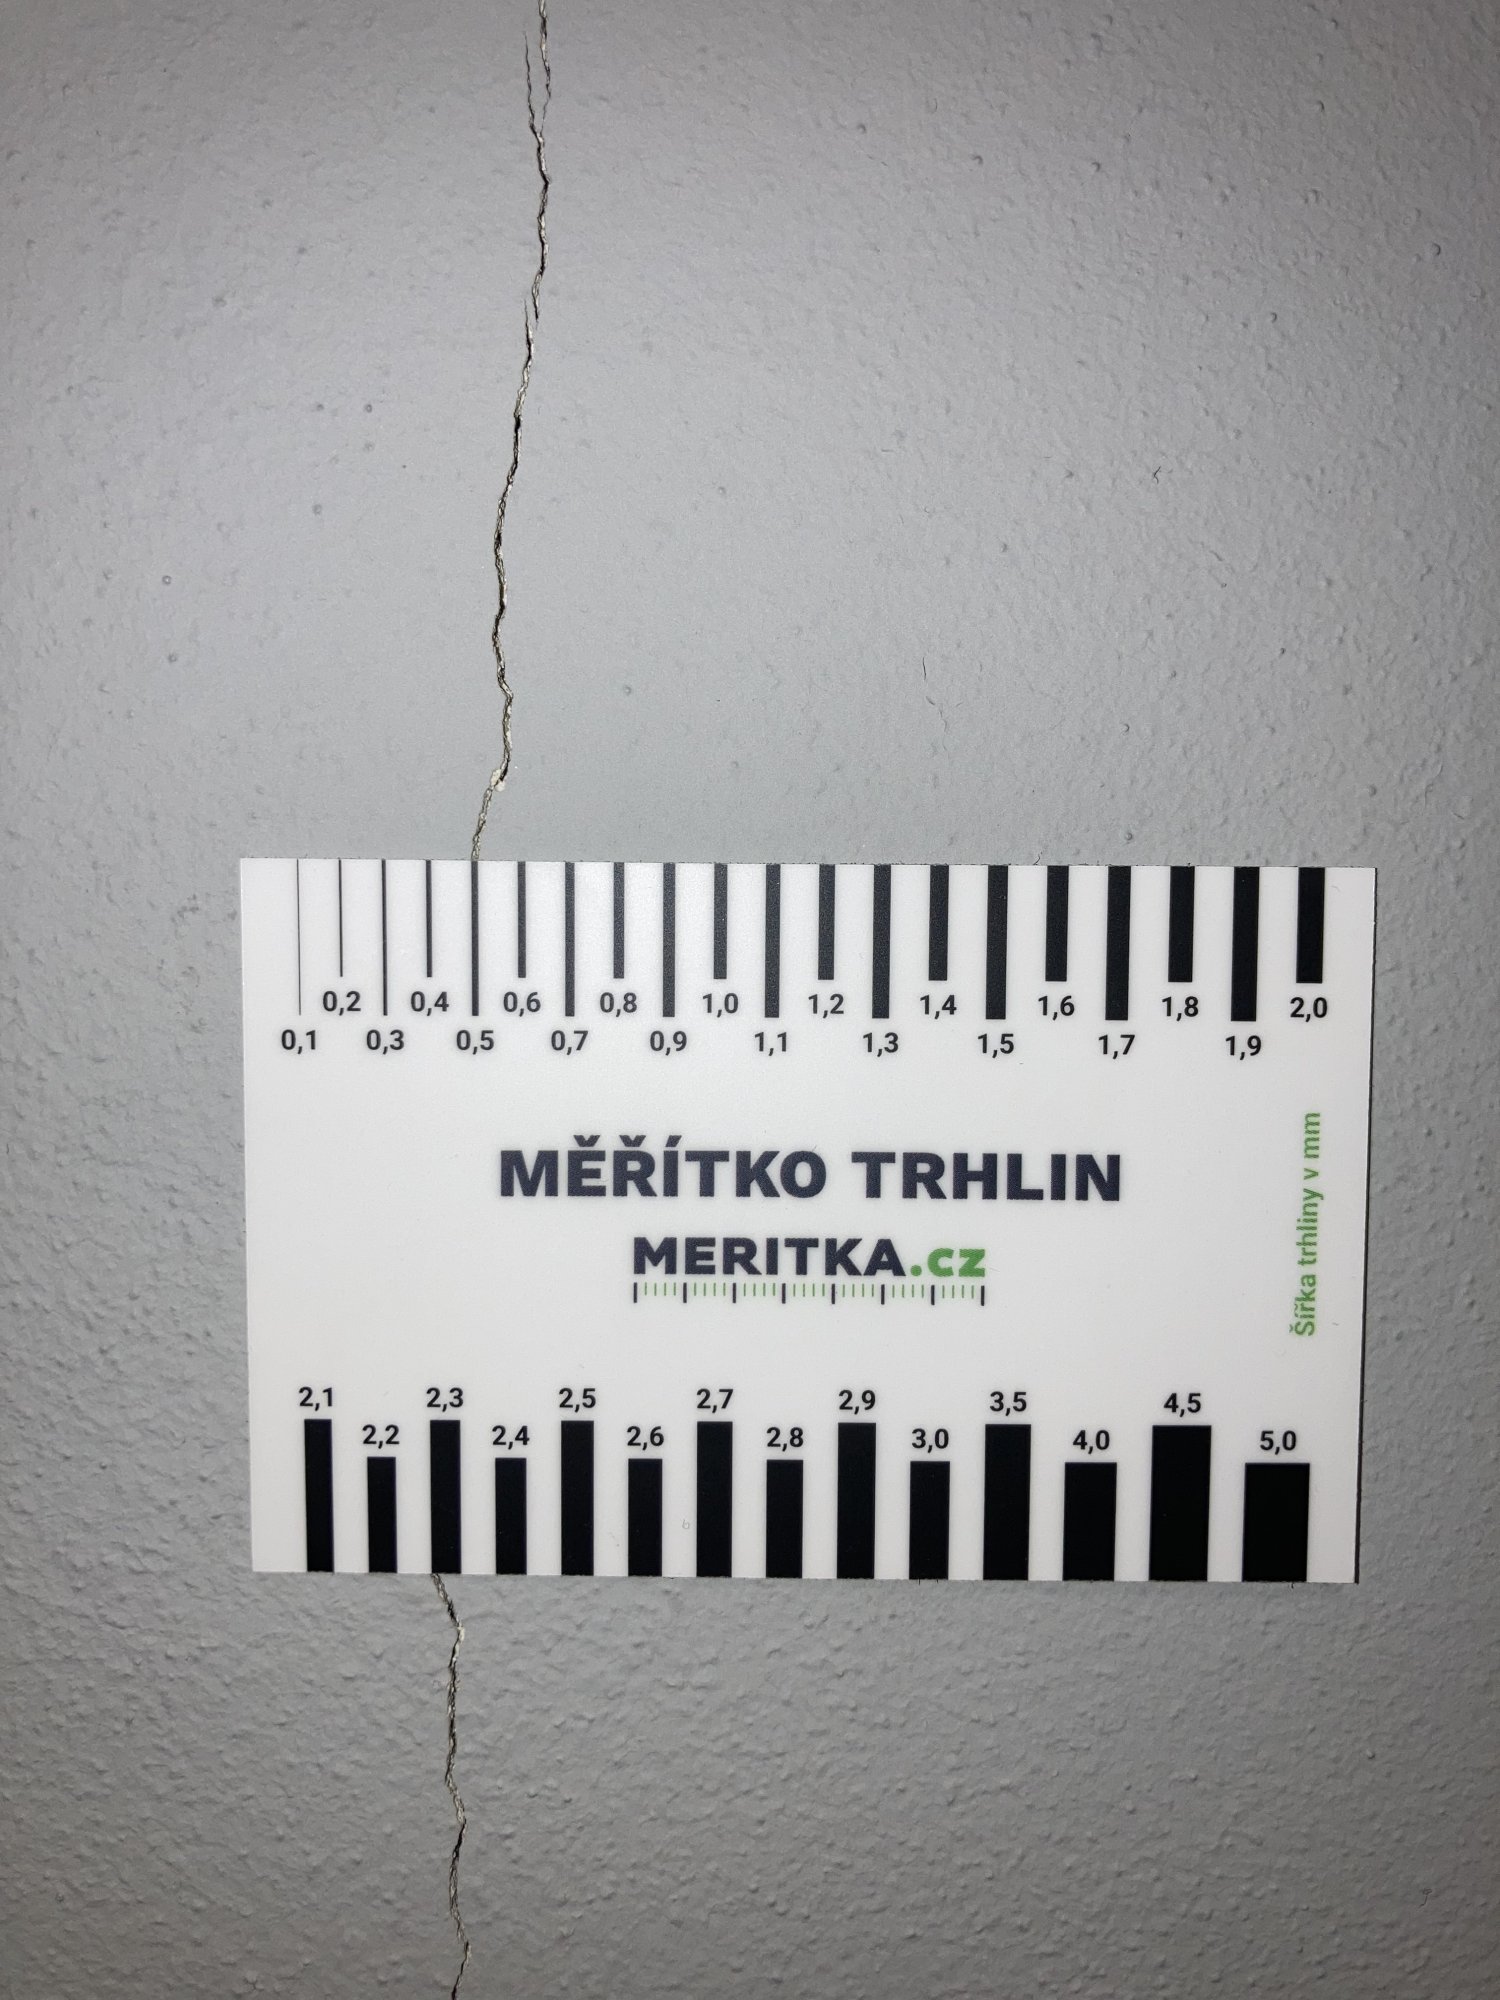 0,2 0,4 0,6 0,8 1,0 1,2 1,4 1,6 1,8 2,0
0,1 0,3 0,5 0,7 0,9 1,1 1,3 1,5 1,7 1,9
MĚŘÍTKO TRHLIN
MERITKA.cz
Šířka trhliny v mm
2,1 2,3 2,5 2,7 2,9 3,5 4,5
2,2 2,4 2,6 2,8 3,0 4,0 5,0